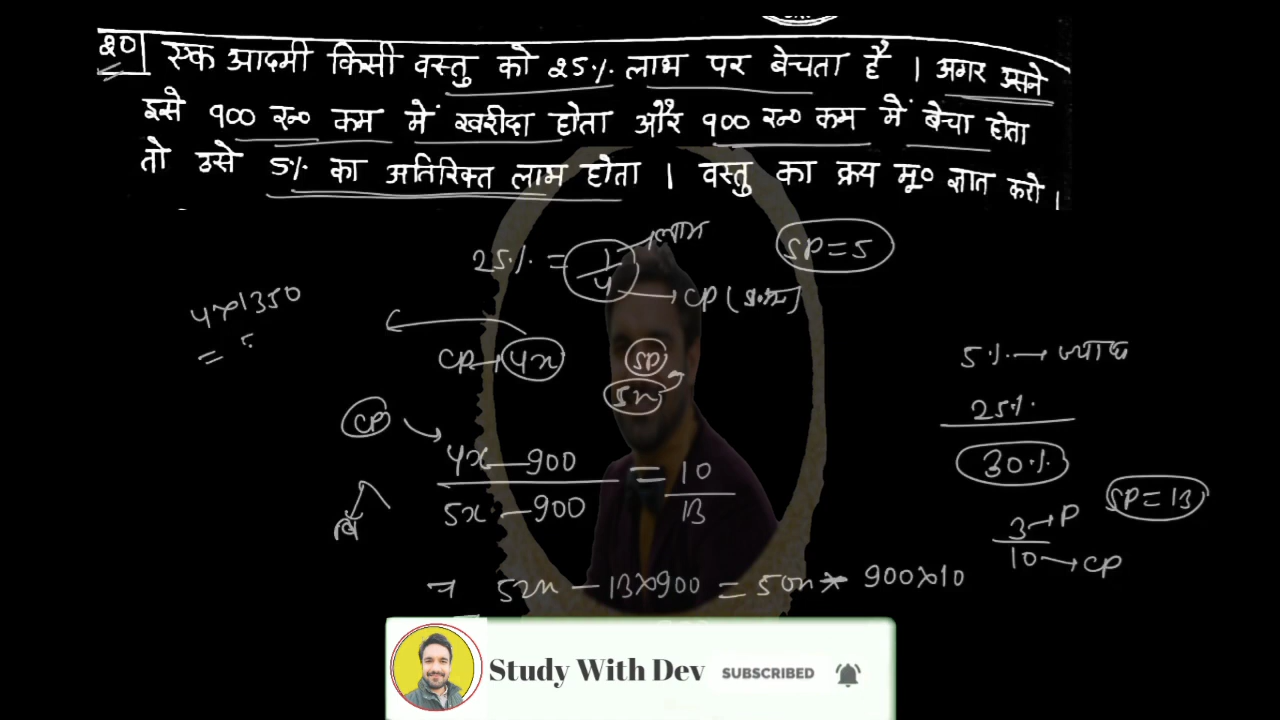 20 एक आदमी किसी वस्तु को 25% लाभ पर बेचता है । अगर उसने
इसे 900 रु० कम में खरीदा होता और 900 रु० कम में बेचा होता
तो उसे 5% का अतिरिक्त लाभ होता । वस्तु का क्रय मू० ज्ञात करो ।
25% = 1/4 → लाभ SP = 5
→ CP
4×1350
=
CP → 4x SP
5x
5% →
25%
30%
CP
4x — 900 / 5x — 900 = 10 / 13
SP = 13
3 → P
10 → CP
52x — 13×900 = 50x 900×10
Study With Dev SUBSCRIBED